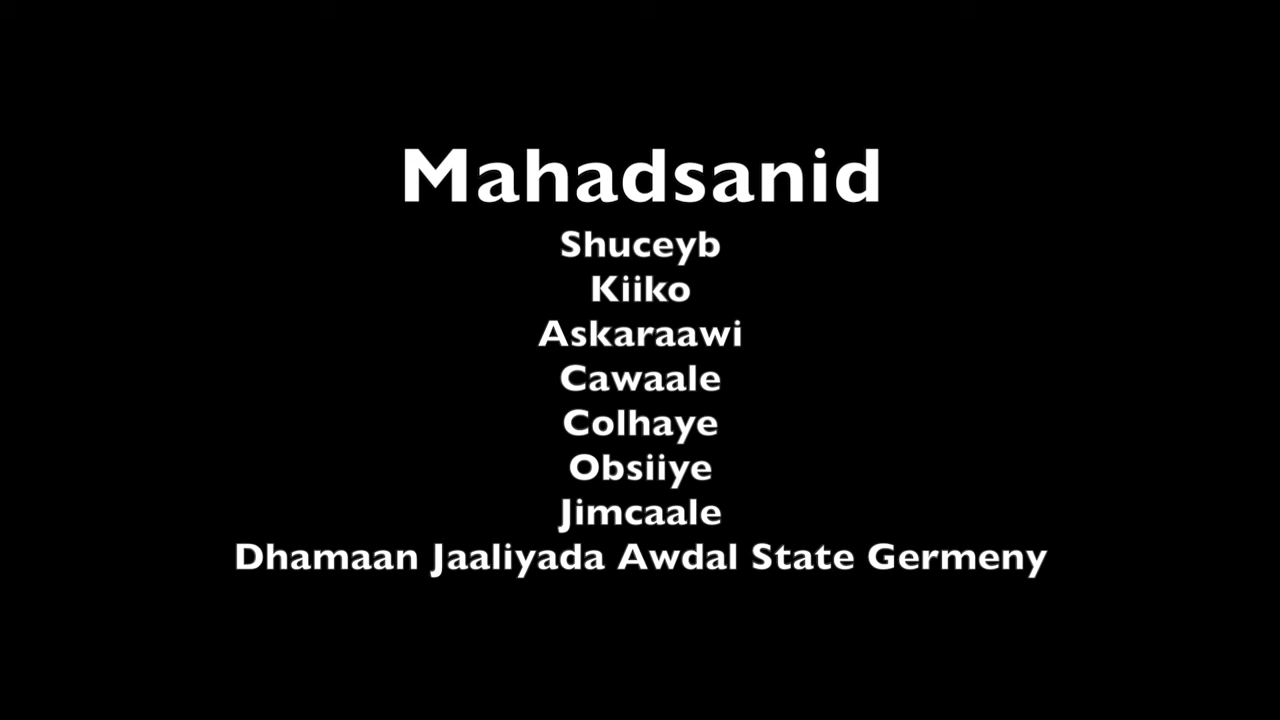 Mahadsanid
Shuceyb
Kiiko
Askaraawi
Cawaale
Colhaye
Obsiiye
Jimcaale
Dhamaan Jaaliyada Awdal State Germeny